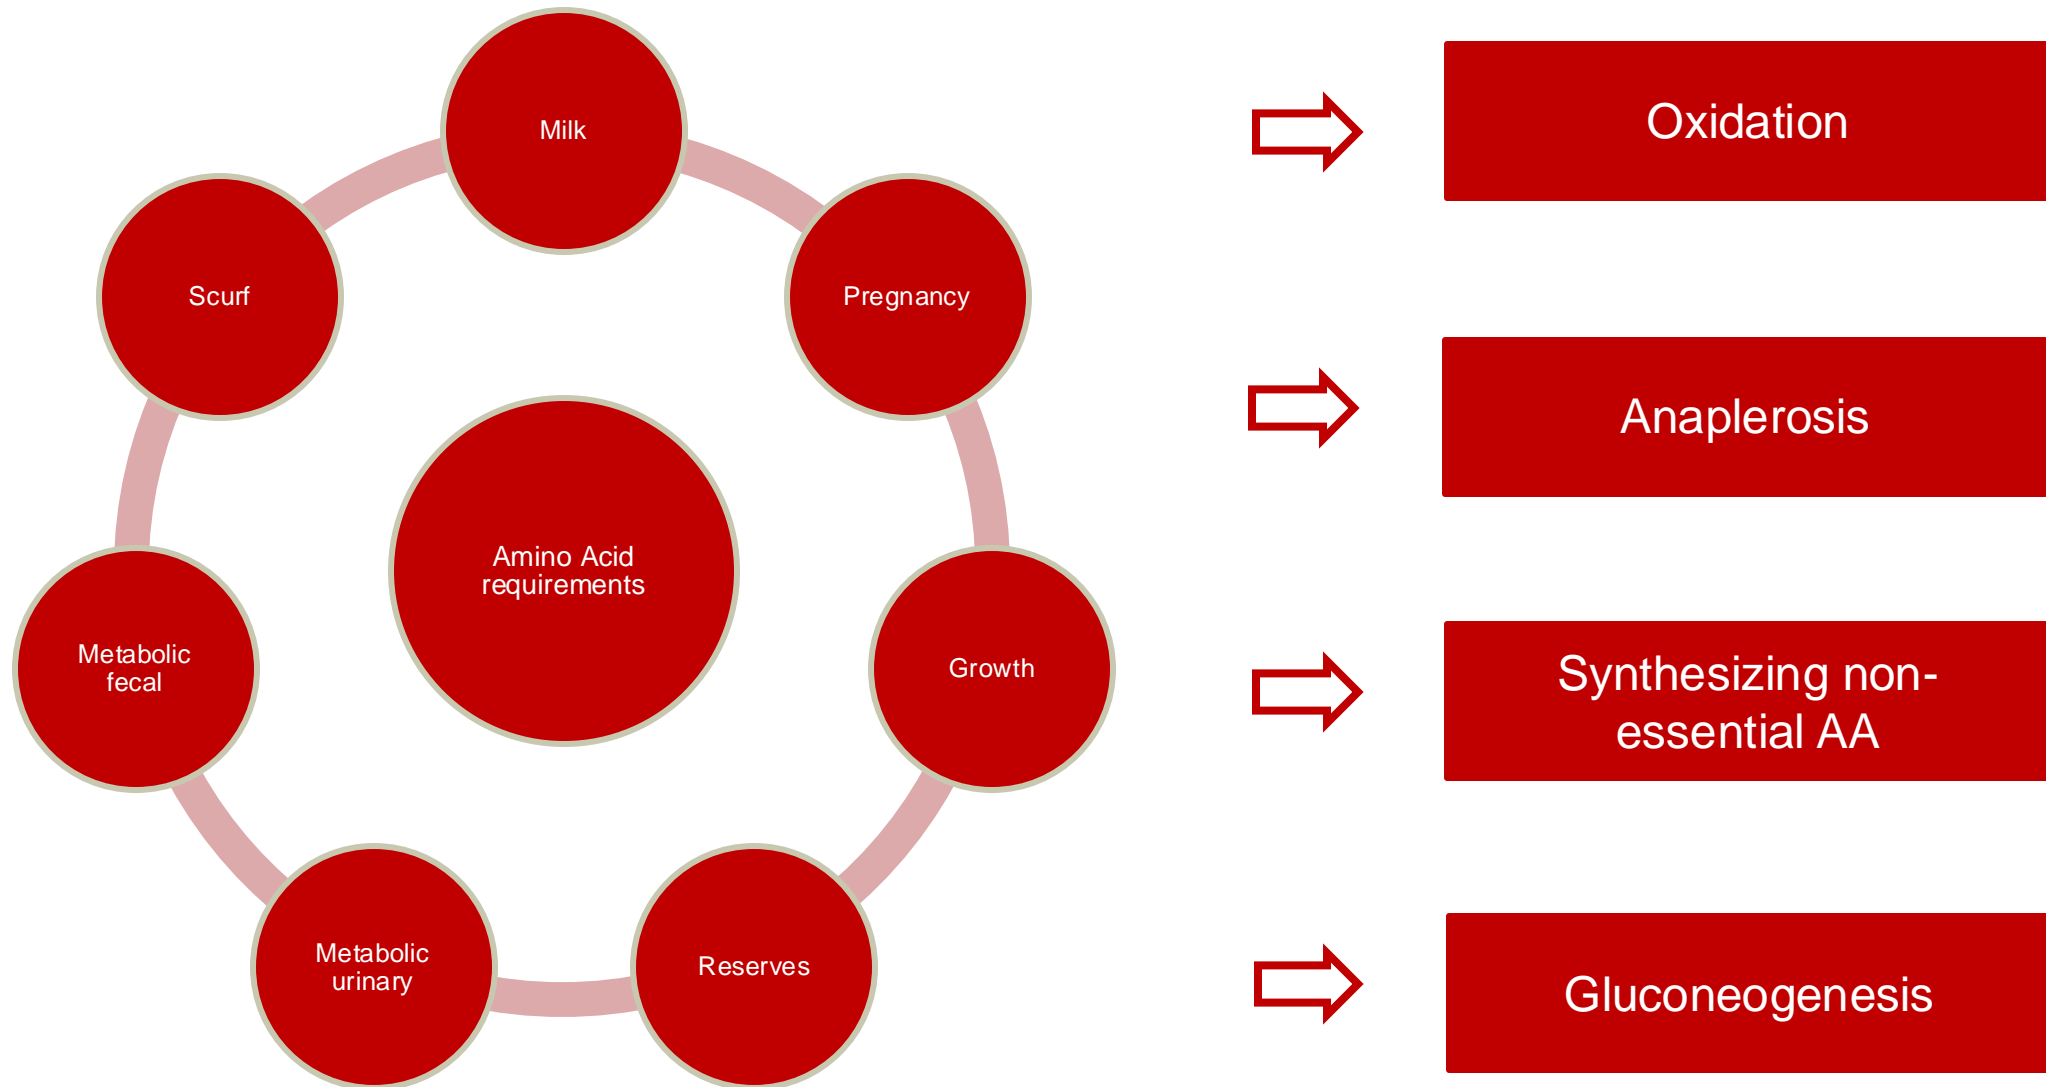 Milk
Pregnancy
Growth
Reserves
Metabolic
urinary
Metabolic
fecal
Scurf
Amino Acid
requirements
Oxidation
Anaplerosis
Synthesizing non-
essential AA
Gluconeogenesis